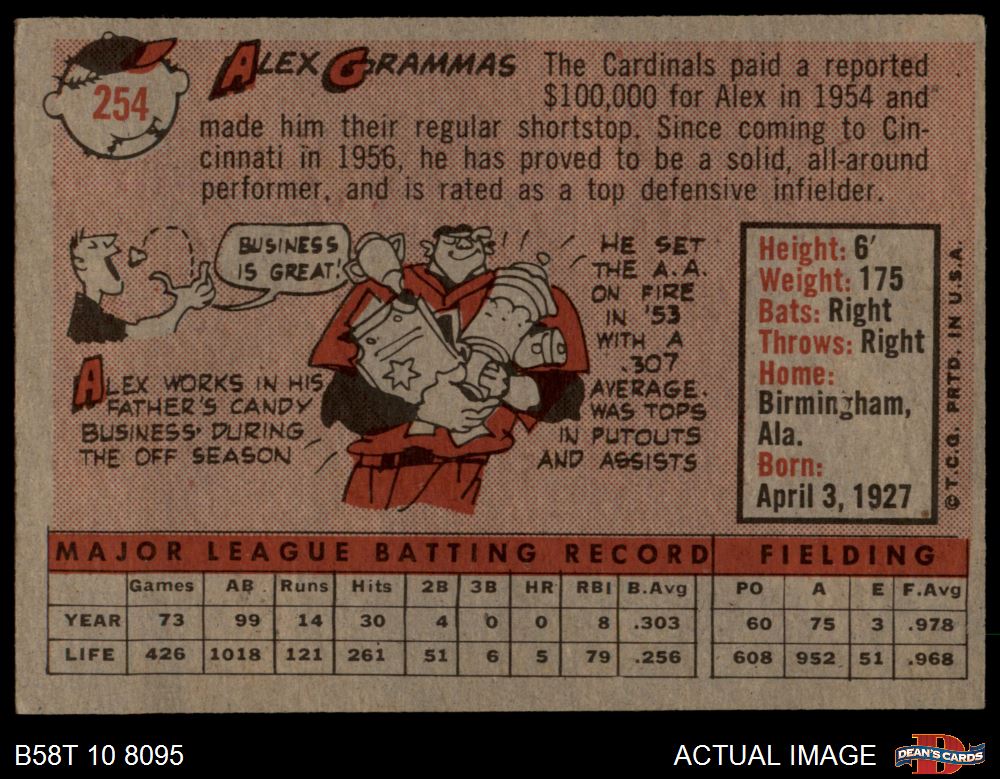 254
ALEX GRAMMAS
The Cardinals paid a reported
$100,000 for Alex in 1954 and
made him their regular shortstop. Since coming to Cin-
cinnati in 1956, he has proved to be a solid, all-around
performer, and is rated as a top defensive infielder.
BUSINESS
IS GREAT!
ALEX WORKS IN HIS
FATHER'S CANDY
BUSINESS DURING
THE OFF SEASON
HE SET
THE A.A.
ON FIRE
IN '53
WITH A
.307
AVERAGE.
WAS TOPS
IN PUTOUTS
AND ASSISTS
Height: 6'
Weight: 175
Bats: Right
Throws: Right
Home:
Birmingham,
Ala.
Born:
April 3, 1927
© T.C.G. PRTD. IN U.S.A.
MAJOR LEAGUE BATTING RECORD FIELDING
Games AB Runs Hits 2B 3B HR RBI B.Avg PO A E F.Avg
YEAR 73 99 14 30 4 0 0 8 .303 60 75 3 .978
LIFE 426 1018 121 261 51 6 5 79 .256 608 952 51 .968
B58T 10 8095
ACTUAL IMAGE
DEAN'S CARDS